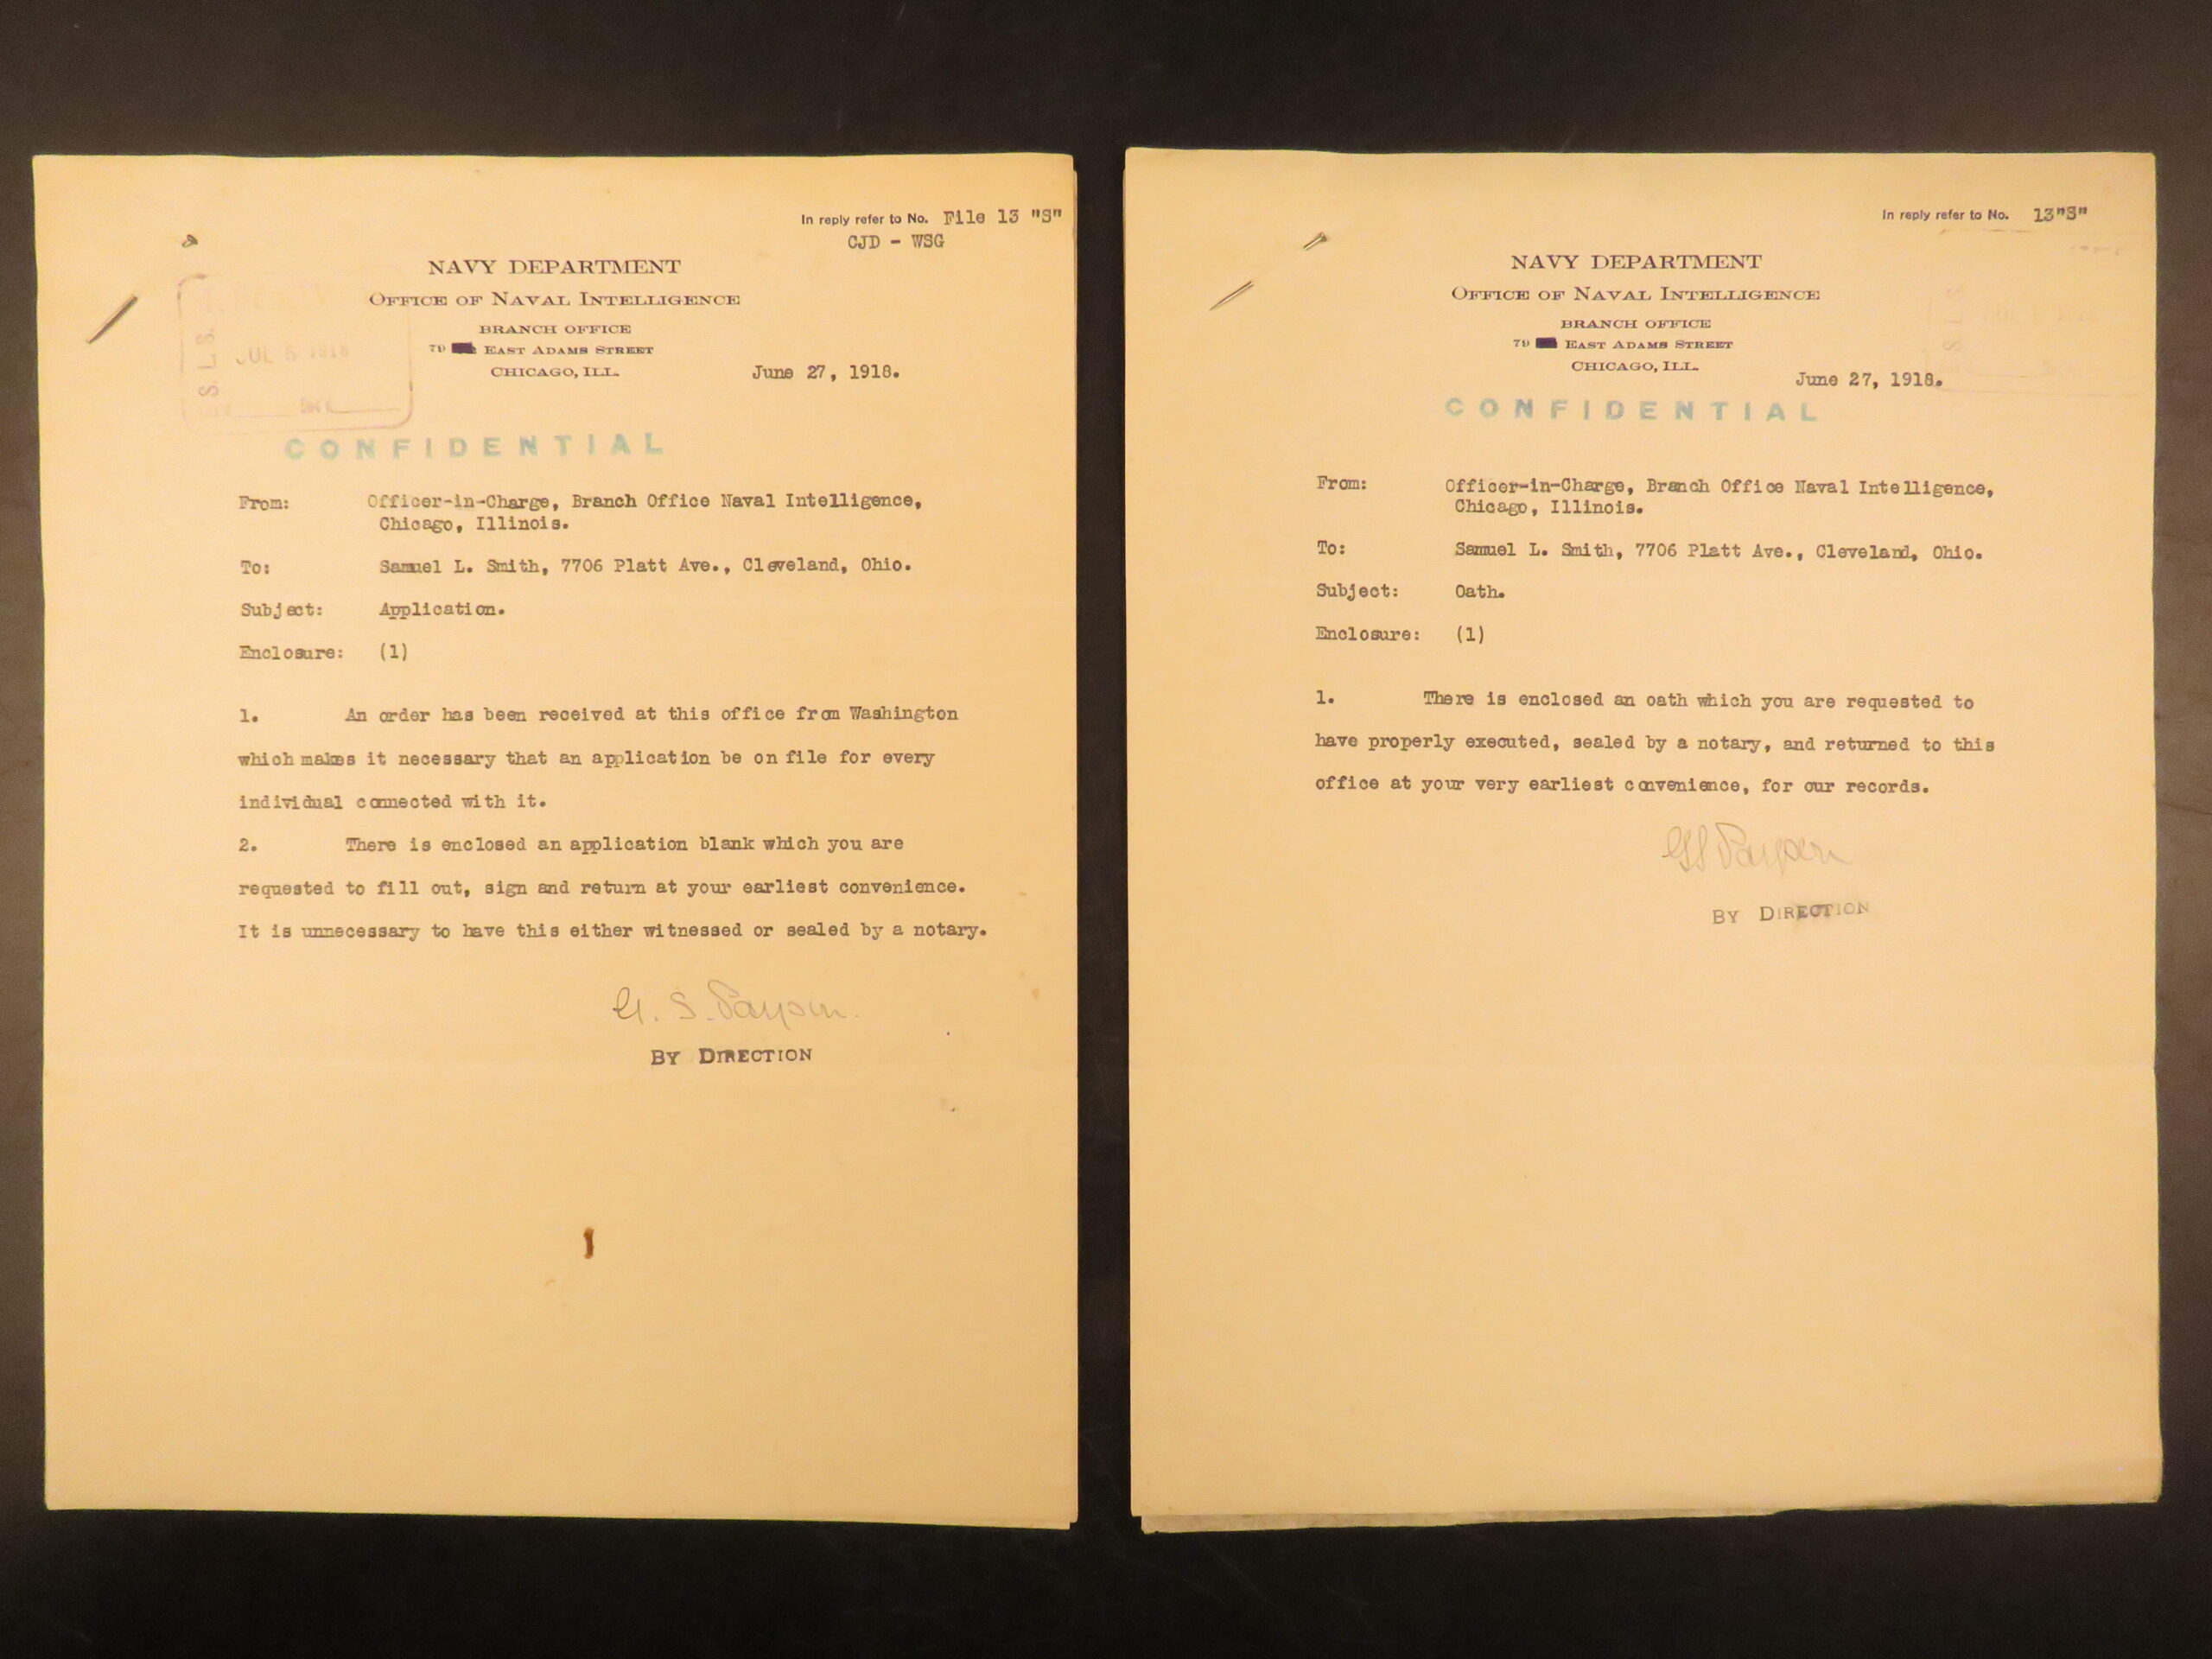 In reply refer to No. File 13 "S"
CJD - WSG
NAVY DEPARTMENT
OFFICE OF NAVAL INTELLIGENCE
BRANCH OFFICE
79 EAST ADAMS STREET
CHICAGO, ILL.
June 27, 1918.
S. L. S.
JUL 5 1918
CONFIDENTIAL
From: Officer-in-Charge, Branch Office Naval Intelligence,
Chicago, Illinois.
To: Samuel L. Smith, 7706 Platt Ave., Cleveland, Ohio.
Subject: Application.
Enclosure: (1)
1. An order has been received at this office from Washington
which makes it necessary that an application be on file for every
individual connected with it.
2. There is enclosed an application blank which you are
requested to fill out, sign and return at your earliest convenience.
It is unnecessary to have this either witnessed or sealed by a notary.
BY DIRECTION
In reply refer to No. 13"S"
NAVY DEPARTMENT
OFFICE OF NAVAL INTELLIGENCE
BRANCH OFFICE
79 EAST ADAMS STREET
CHICAGO, ILL.
June 27, 1918.
CONFIDENTIAL
From: Officer-in-Charge, Branch Office Naval Intelligence,
Chicago, Illinois.
To: Samuel L. Smith, 7706 Platt Ave., Cleveland, Ohio.
Subject: Oath.
Enclosure: (1)
1. There is enclosed an oath which you are requested to
have properly executed, sealed by a notary, and returned to this
office at your very earliest convenience, for our records.
BY DIRECTION